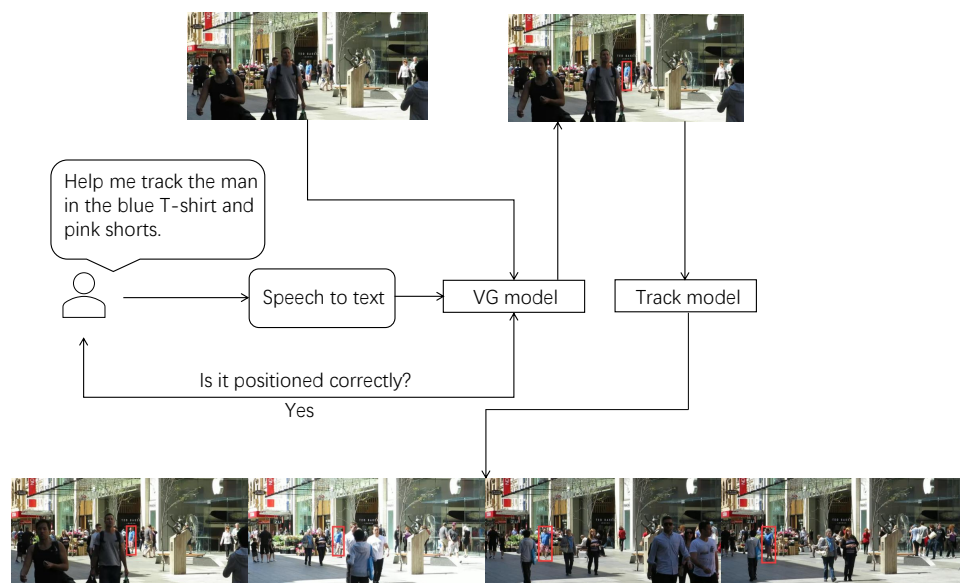 Help me track the man
in the blue T-shirt and
pink shorts.
Speech to text
VG model
Track model
Is it positioned correctly?
Yes